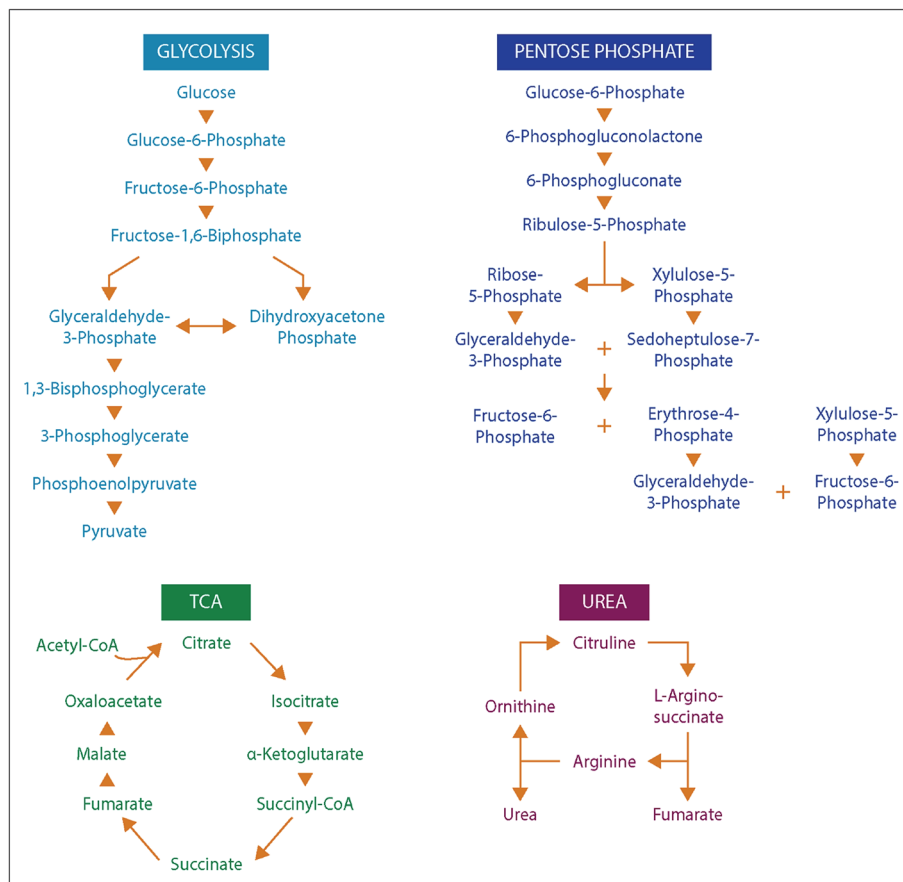 GLYCOLYSIS
Glucose
Glucose-6-Phosphate
Fructose-6-Phosphate
Fructose-1,6-Biphosphate
Glyceraldehyde-
3-Phosphate
Dihydroxyacetone
Phosphate
1,3-Bisphosphoglycerate
3-Phosphoglycerate
Phosphoenolpyruvate
Pyruvate
PENTOSE PHOSPHATE
Glucose-6-Phosphate
6-Phosphogluconolactone
6-Phosphogluconate
Ribulose-5-Phosphate
Ribose-
5-Phosphate
Xylulose-5-
Phosphate
Glyceraldehyde-
3-Phosphate
+
Sedoheptulose-7-
Phosphate
Fructose-6-
Phosphate
+
Erythrose-4-
Phosphate
Xylulose-5-
Phosphate
Glyceraldehyde-
3-Phosphate
+
Fructose-6-
Phosphate
TCA
Acetyl-CoA
Citrate
Isocitrate
α-Ketoglutarate
Succinyl-CoA
Succinate
Fumarate
Malate
Oxaloacetate
UREA
Citruline
L-Argino-
succinate
Ornithine
Arginine
Urea
Fumarate